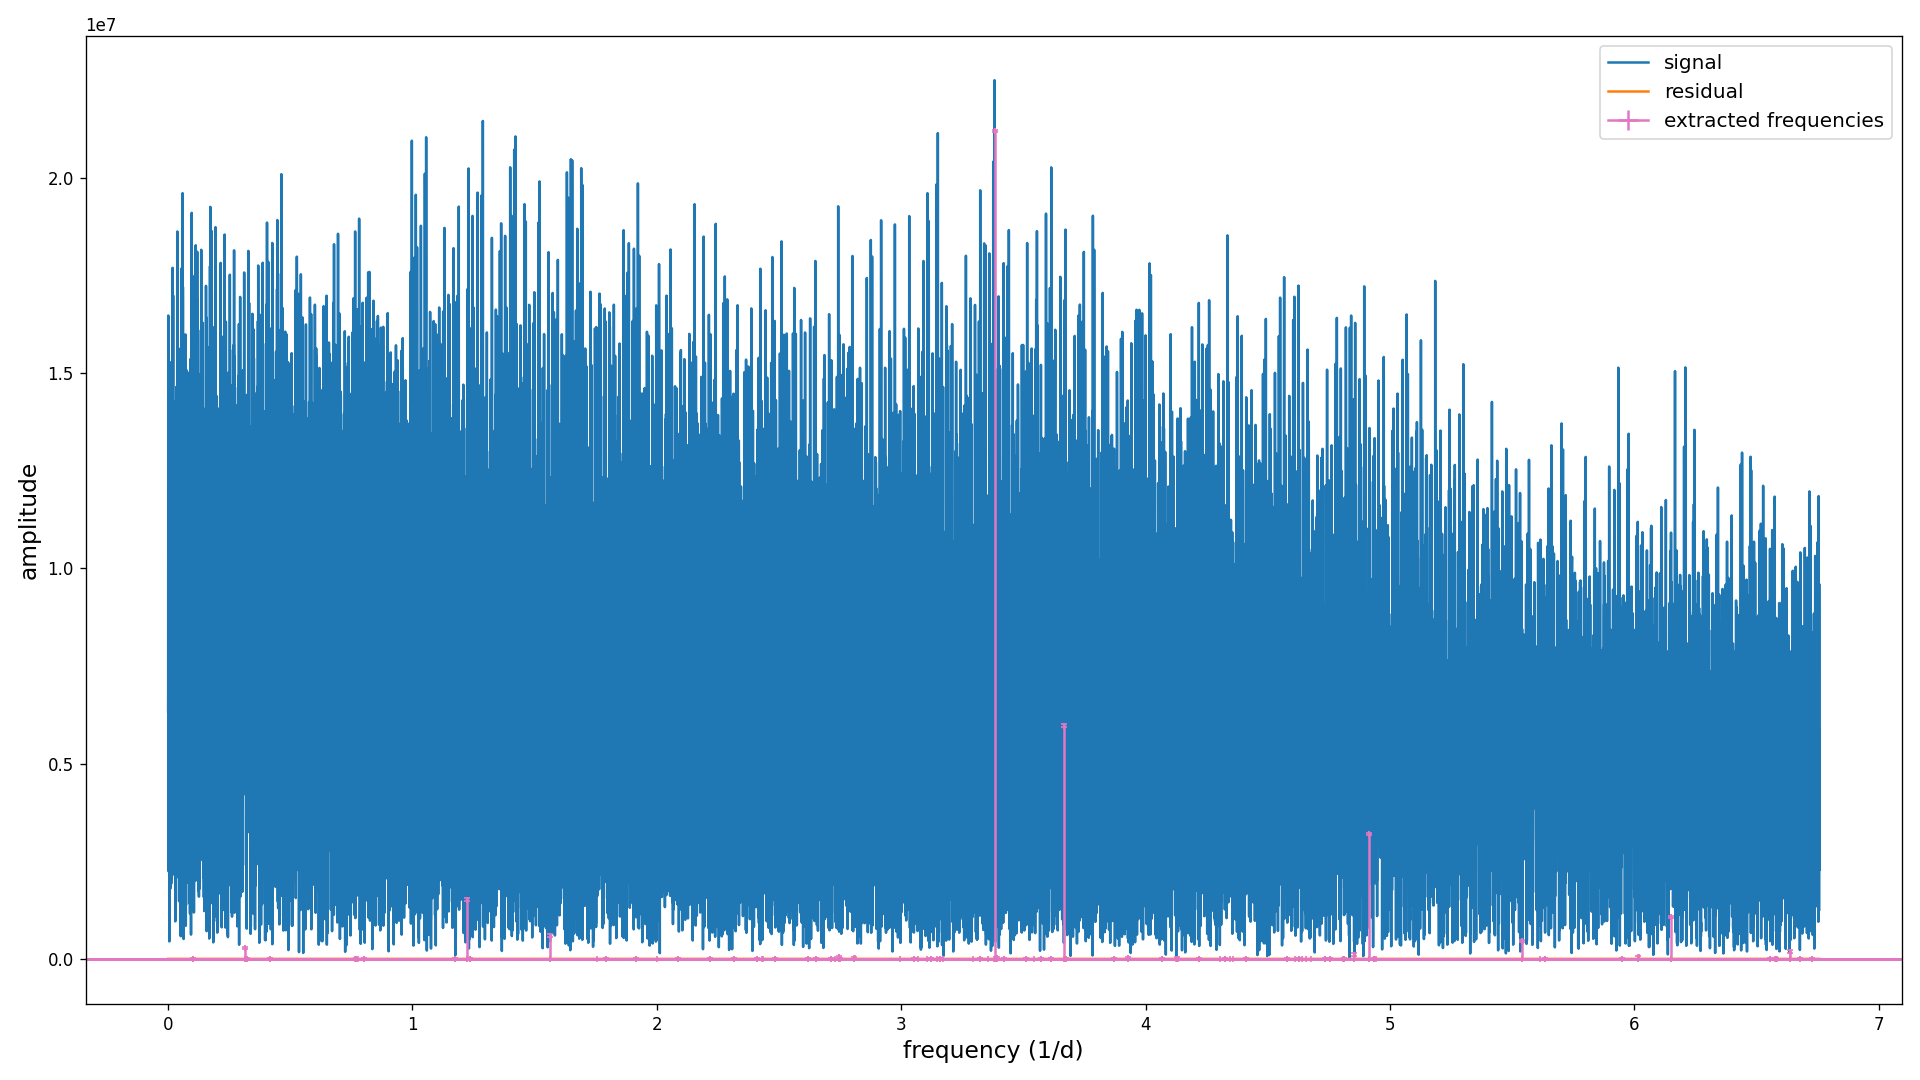 1e7
signal
residual
extracted frequencies
2.0
1.5
1.0
0.5
0.0
amplitude
0 1 2 3 4 5 6 7
frequency (1/d)